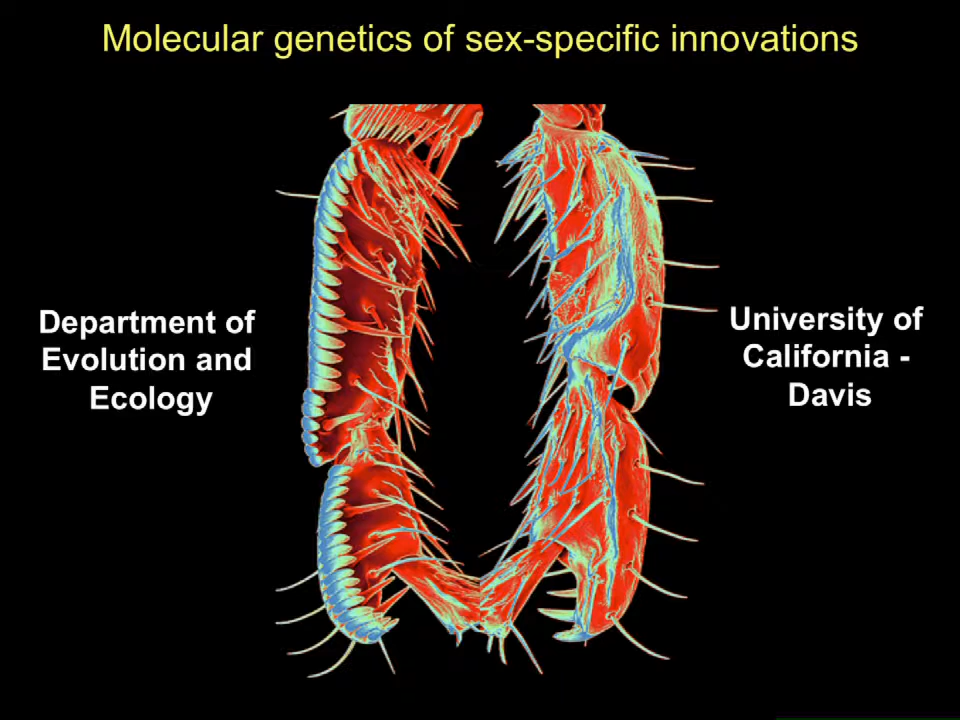 Molecular genetics of sex-specific innovations
Department of
Evolution and
Ecology
University of
California -
Davis